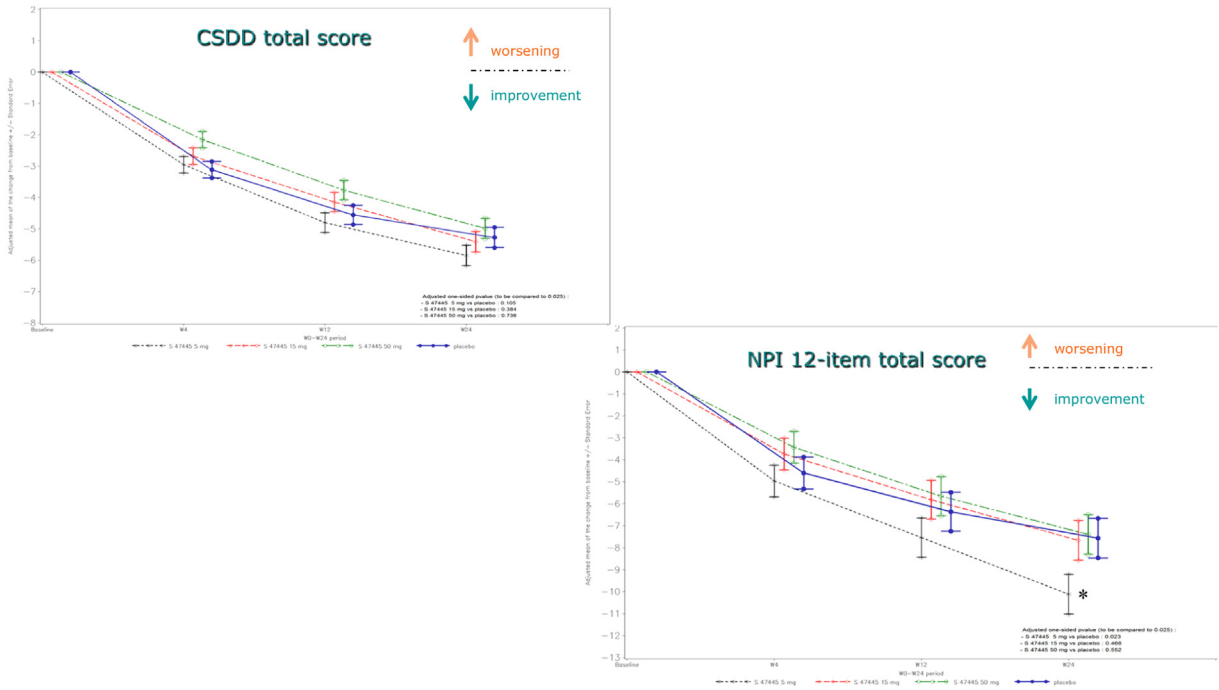 CSDD total score
worsening
improvement
Adjusted mean of the change from baseline +/− Standard Error
2
0
−1
−2
−3
−4
−5
−6
−7
−8
Adjusted one-sided pvalue (to be compared to 0.025) :
- S 47445 5 mg vs placebo : 0.105
- S 47445 15 mg vs placebo : 0.384
- S 47445 50 mg vs placebo : 0.738
Baseline W4 W12 W24
W0−W24 period
S 47445 5 mg S 47445 15 mg S 47445 50 mg placebo
NPI 12-item total score
worsening
improvement
Adjusted mean of the change from baseline +/− Standard Error
2
1
0
−1
−2
−3
−4
−5
−6
−7
−8
−9
−10
−11
−12
−13
*
Adjusted one-sided pvalue (to be compared to 0.025) :
- S 47445 5 mg vs placebo : 0.023
- S 47445 15 mg vs placebo : 0.466
- S 47445 50 mg vs placebo : 0.552
Baseline W4 W12 W24
W0−W24 period
S 47445 5 mg S 47445 15 mg S 47445 50 mg placebo